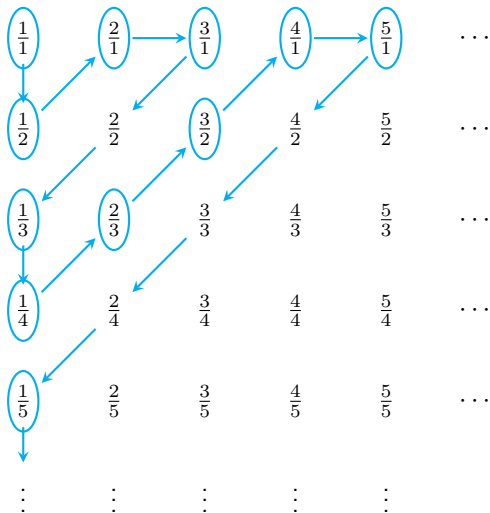 1/1 2/1 3/1 4/1 5/1 ⋯
1/2 2/2 3/2 4/2 5/2 ⋯
1/3 2/3 3/3 4/3 5/3 ⋯
1/4 2/4 3/4 4/4 5/4 ⋯
1/5 2/5 3/5 4/5 5/5 ⋯
⋮ ⋮ ⋮ ⋮ ⋮